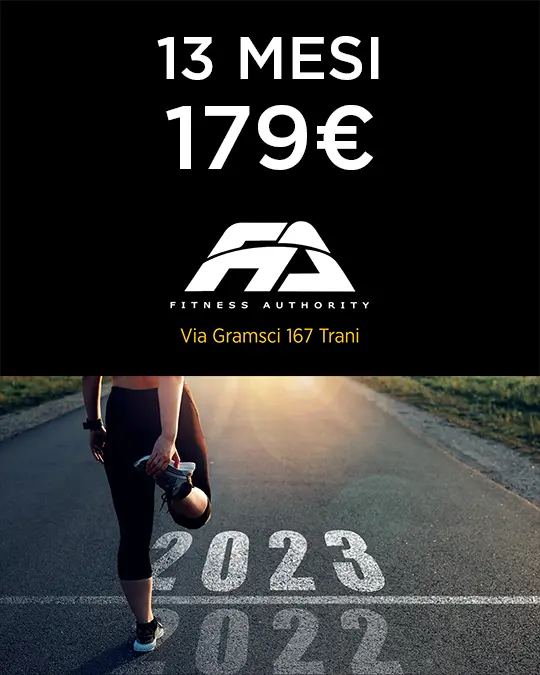 13 MESI
179€
FA
FITNESS AUTHORITY
Via Gramsci 167 Trani
2023
2022